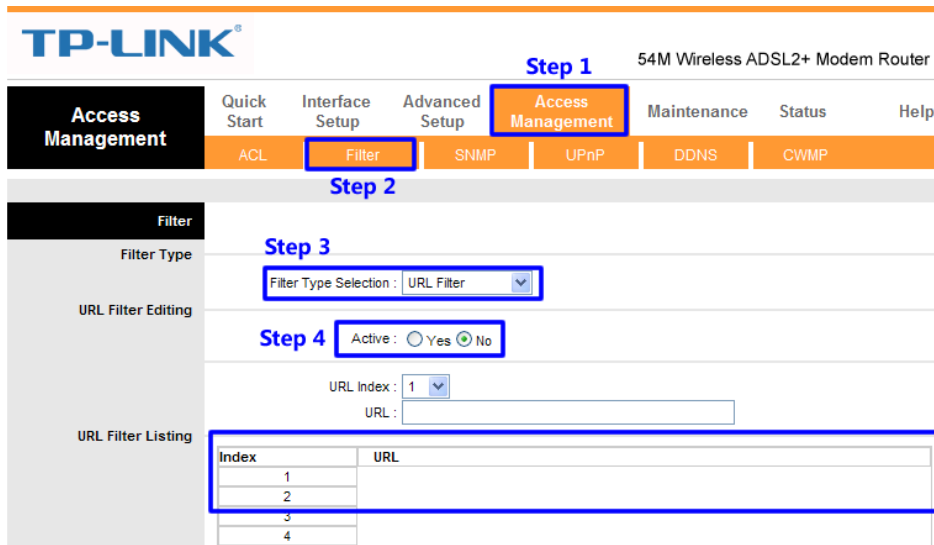 TP-LINK®
54M Wireless ADSL2+ Modem Router
Step 1
Access Management
Quick Start
Interface Setup
Advanced Setup
Access Management
Maintenance
Status
Help
ACL
Filter
SNMP
UPnP
DDNS
CWMP
Step 2
Filter
Filter Type
Step 3
Filter Type Selection : URL Filter
URL Filter Editing
Step 4
Active : Yes No
URL Index : 1
URL :
URL Filter Listing
Index URL
1
2
3
4